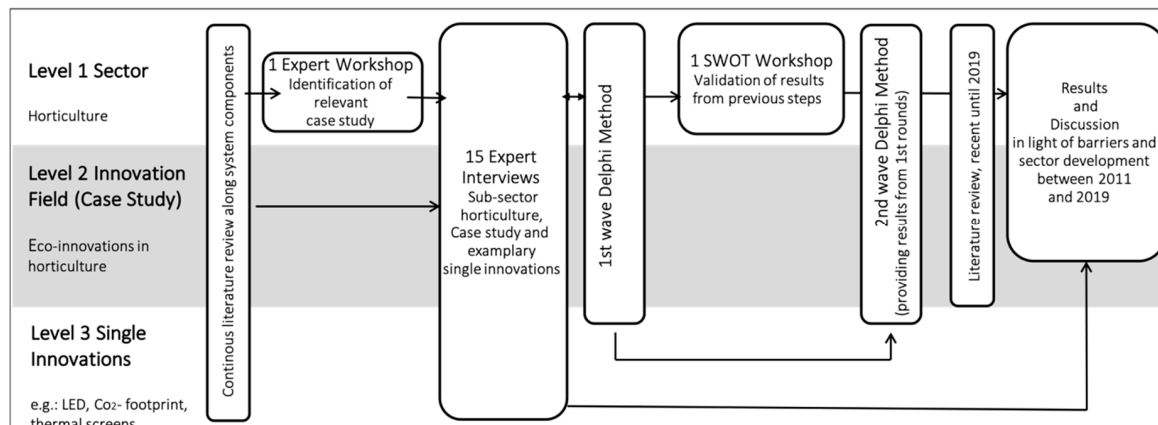 Level 1 Sector
Horticulture
Level 2 Innovation
Field (Case Study)
Eco-innovations in
horticulture
Level 3 Single
Innovations
e.g.: LED, Co2- footprint,
thermal screens
Continous literature review along system components
1 Expert Workshop
Identification of
relevant
case study
15 Expert
Interviews
Sub-sector
horticulture,
Case study and
examplary
single innovations
1st wave Delphi Method
1 SWOT Workshop
Validation of results
from previous steps
2nd wave Delphi Method
(providing results from 1st rounds)
Literature review, recent until 2019
Results
and
Discussion
in light of barriers and
sector development
between 2011
and 2019